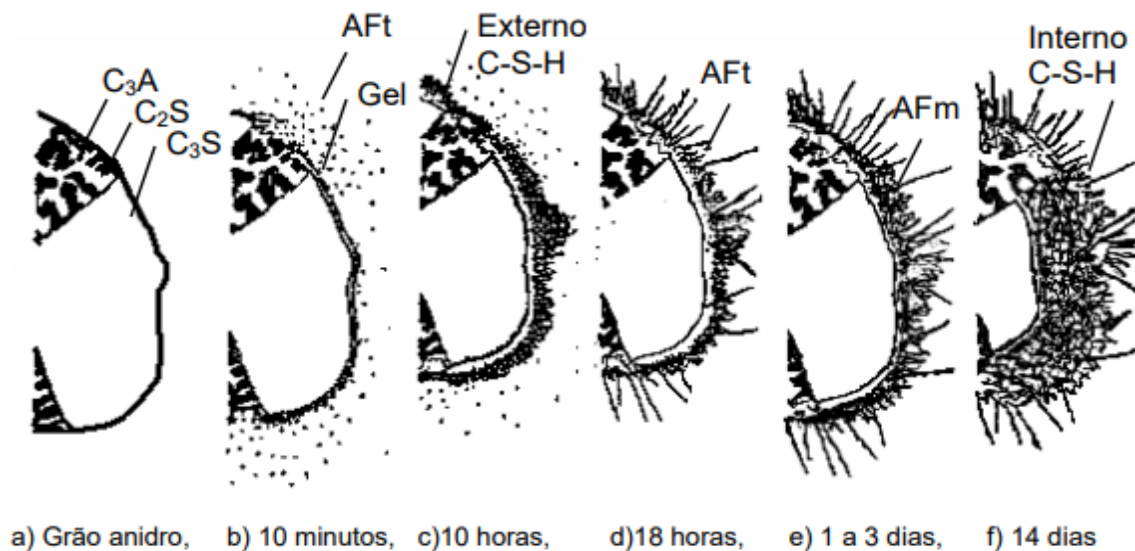 C₃A
C₂S
C₃S
AFt
Gel
Externo
C-S-H
AFt
AFm
Interno
C-S-H
a) Grão anidro,
b) 10 minutos,
c)10 horas,
d)18 horas,
e) 1 a 3 dias,
f) 14 dias